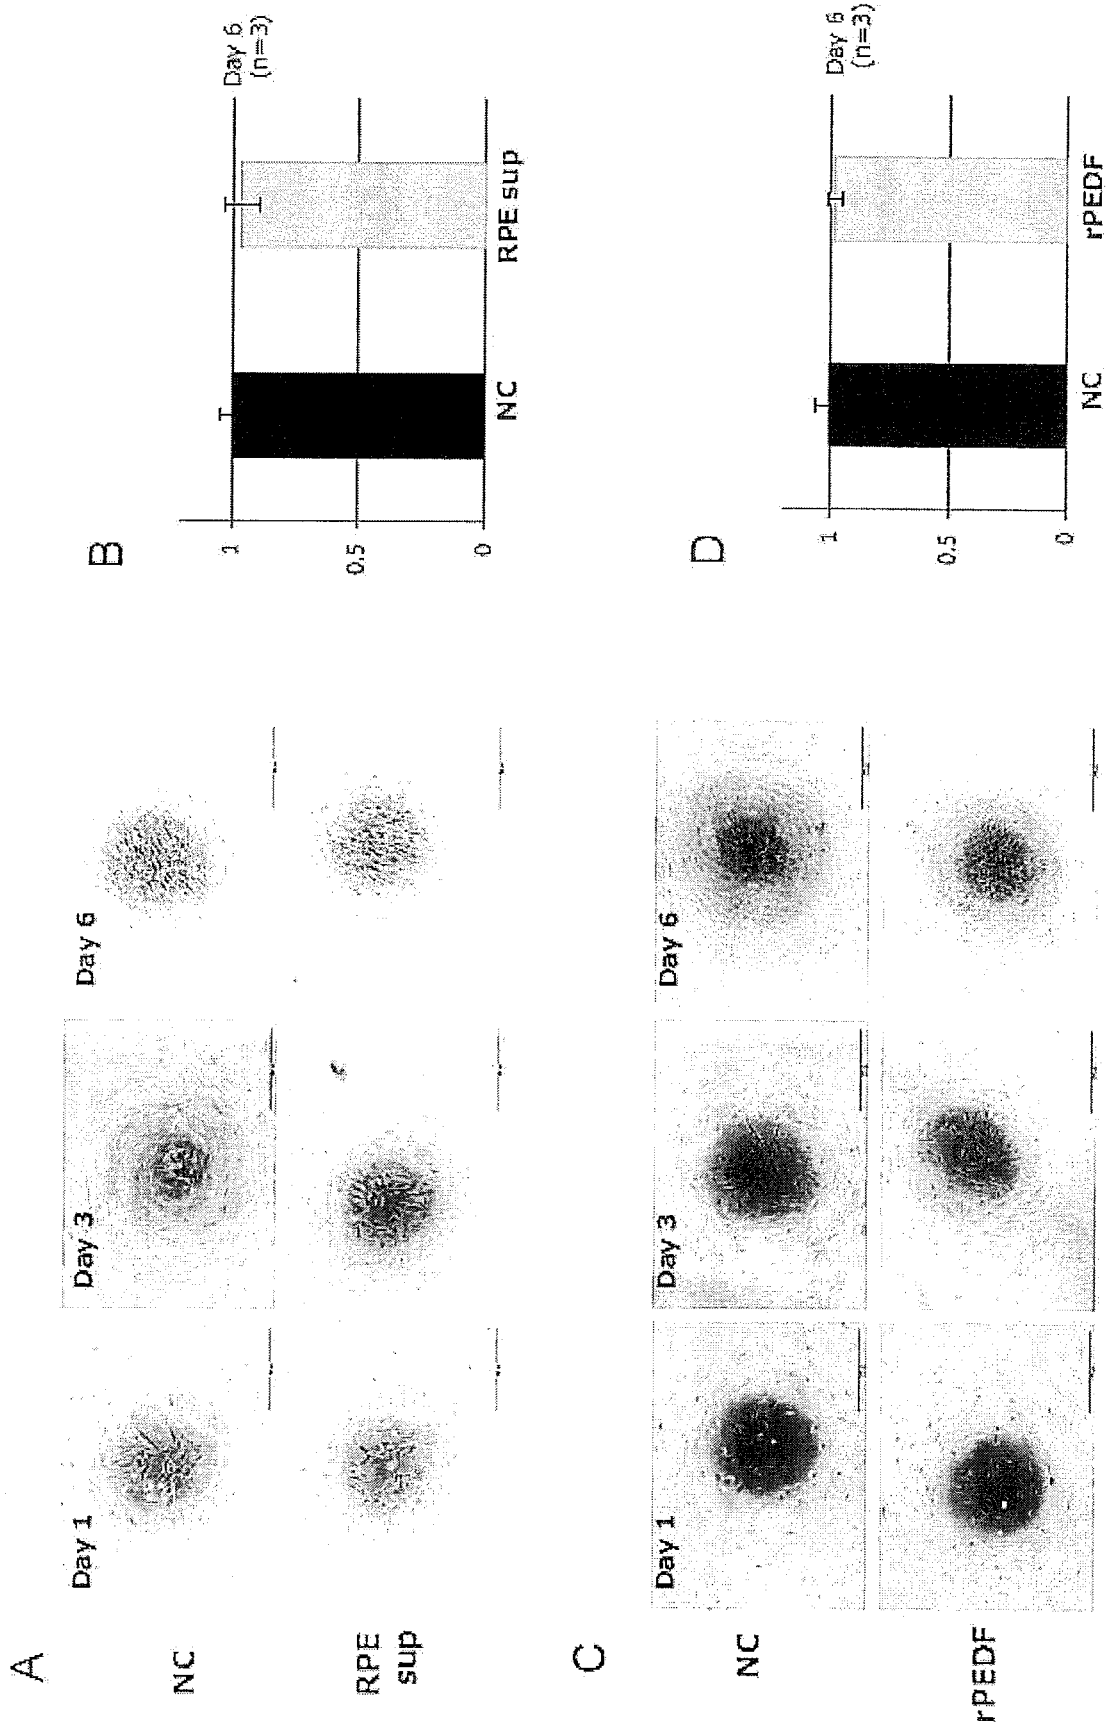 A
Day 1
Day 3
Day 6
NC
RPE
sup
B
1
0.5
0
NC
RPE sup
Day 6
(n=3)
C
Day 1
Day 3
Day 6
NC
rPEDF
D
1
0.5
0
NC
rPEDF
Day 6
(n=3)